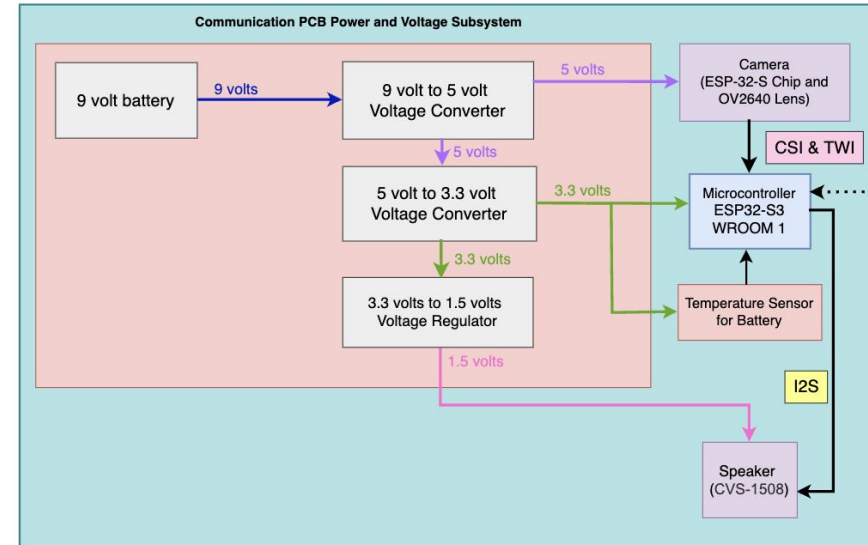 Communication PCB Power and Voltage Subsystem
9 volt battery
9 volts
9 volt to 5 volt
Voltage Converter
5 volts
Camera
(ESP-32-S Chip and
OV2640 Lens)
5 volts
CSI & TWI
5 volt to 3.3 volt
Voltage Converter
3.3 volts
Microcontroller
ESP32-S3
WROOM 1
3.3 volts
3.3 volts to 1.5 volts
Voltage Regulator
Temperature Sensor
for Battery
1.5 volts
I2S
Speaker
(CVS-1508)